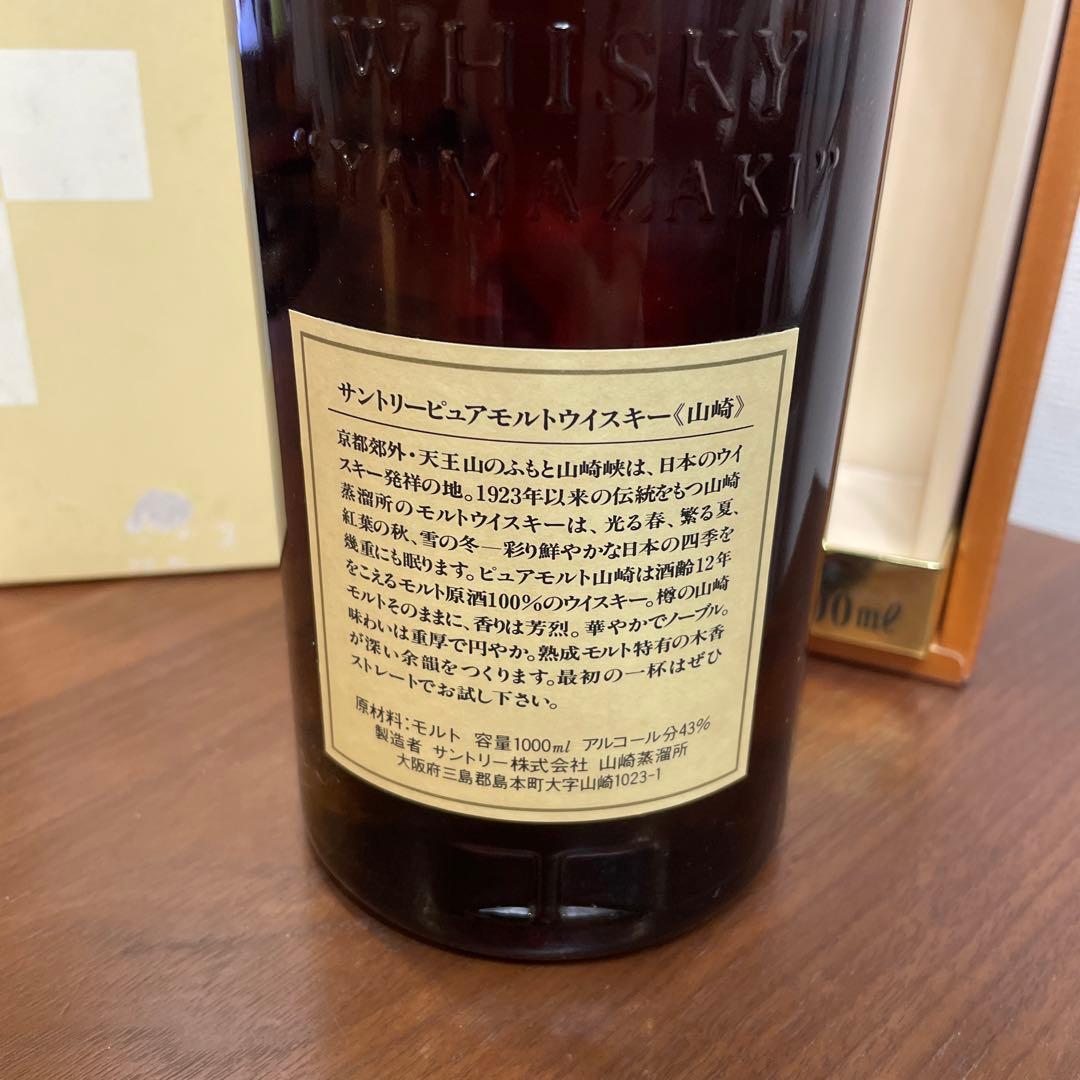 WHISKY
“YAMAZAKI”
サントリーピュアモルトウイスキー《山崎》
京都郊外・天王山のふもと山崎峡は、日本のウイ
スキー発祥の地。1923年以来の伝統をもつ山崎
蒸溜所のモルトウイスキーは、光る春、繁る夏、
紅葉の秋、雪の冬―彩り鮮やかな日本の四季を
幾重にも眠ります。ピュアモルト山崎は酒齢12年
をこえるモルト原酒100%のウイスキー。樽の山崎
モルトそのままに、香りは芳烈。華やかでノーブル。
味わいは重厚で円やか。熟成モルト特有の木香
が深い余韻をつくります。最初の一杯はぜひ
ストレートでお試し下さい。
原材料:モルト 容量1000ml アルコール分43%
製造者 サントリー株式会社 山崎蒸溜所
大阪府三島郡島本町大字山崎1023-1
00ml